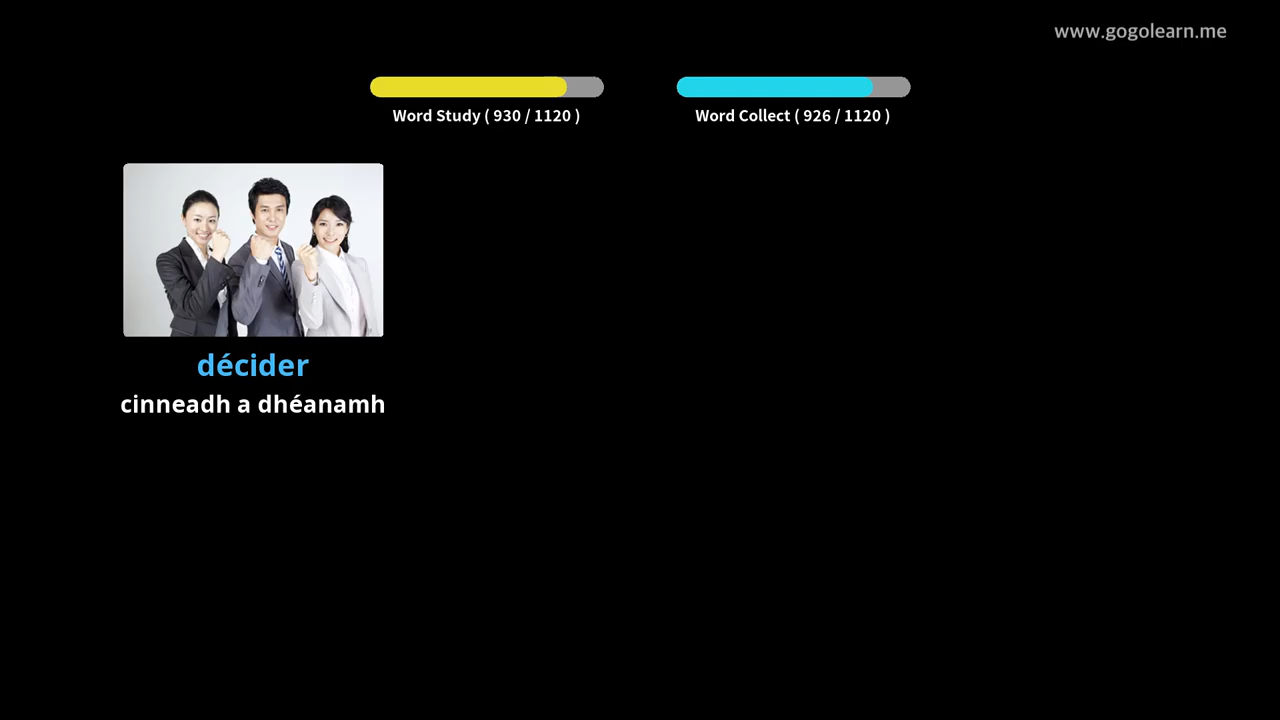 www.gogolearn.me
Word Study ( 930 / 1120 )
Word Collect ( 926 / 1120 )
décider
cinneadh a dhéanamh